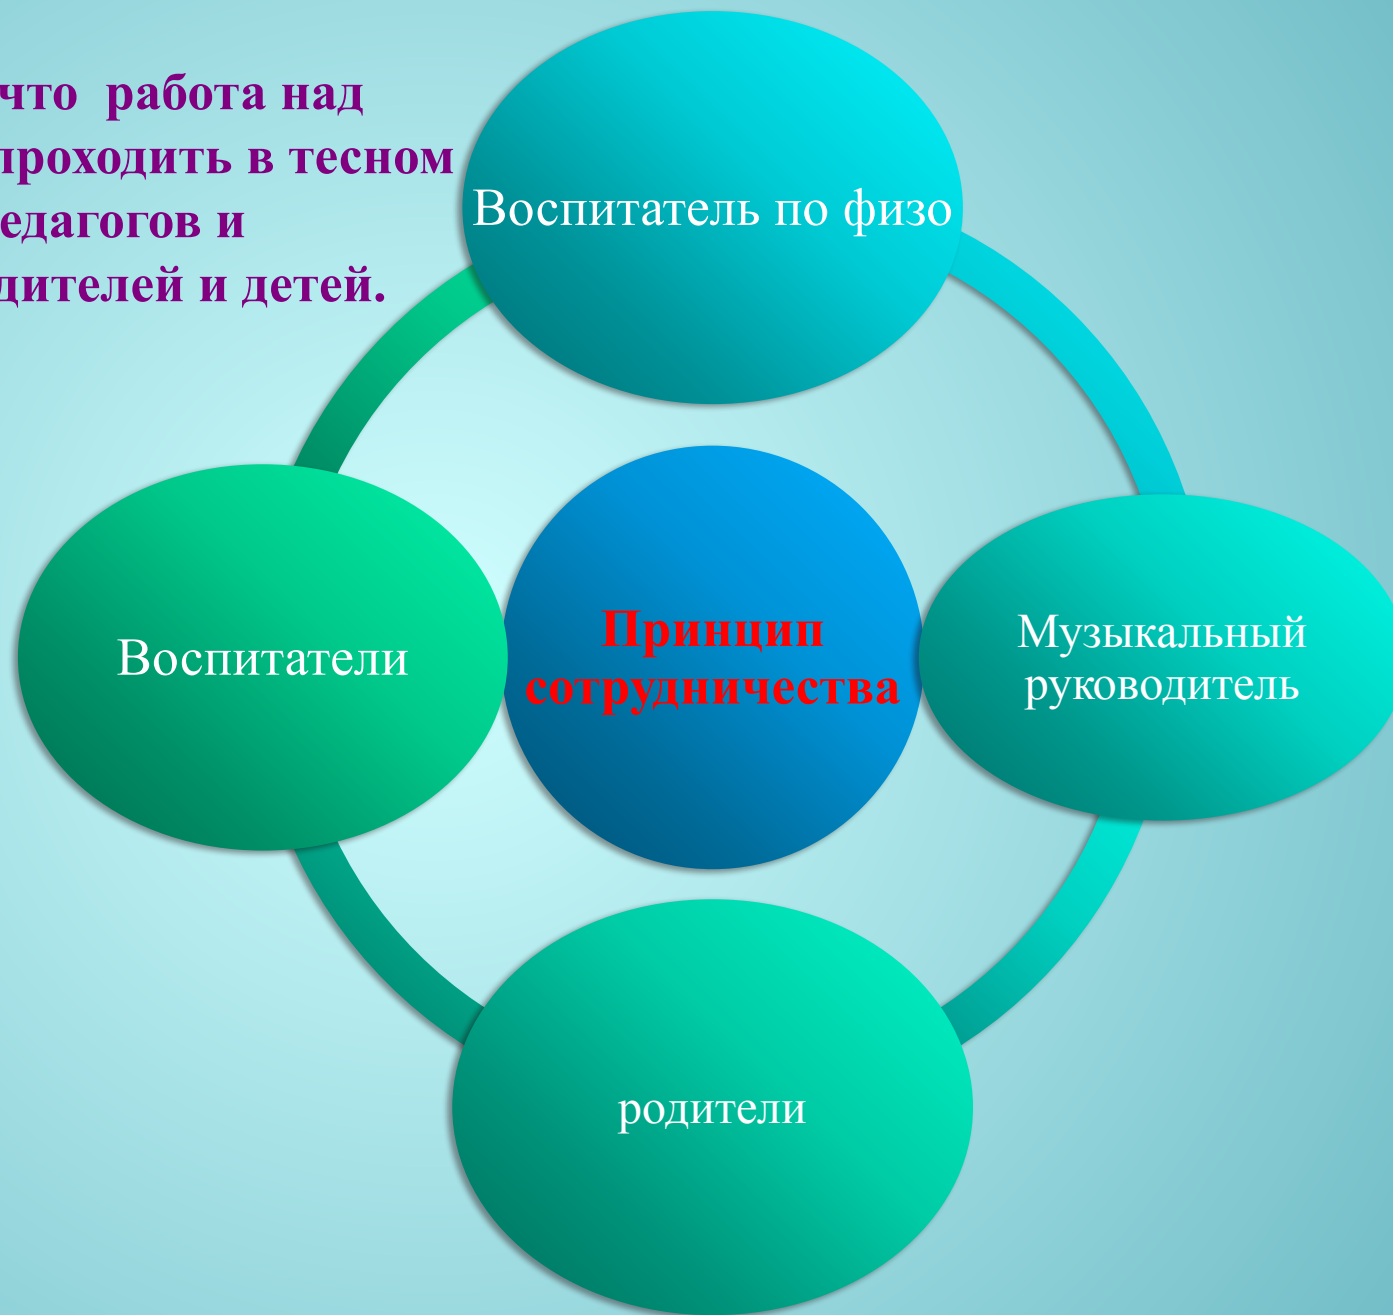 что работа над
проходить в тесном
едагогов и
дителей и детей.
Воспитатель по физо
Воспитатели
Принцип
сотрудничества
Музыкальный
руководитель
родители